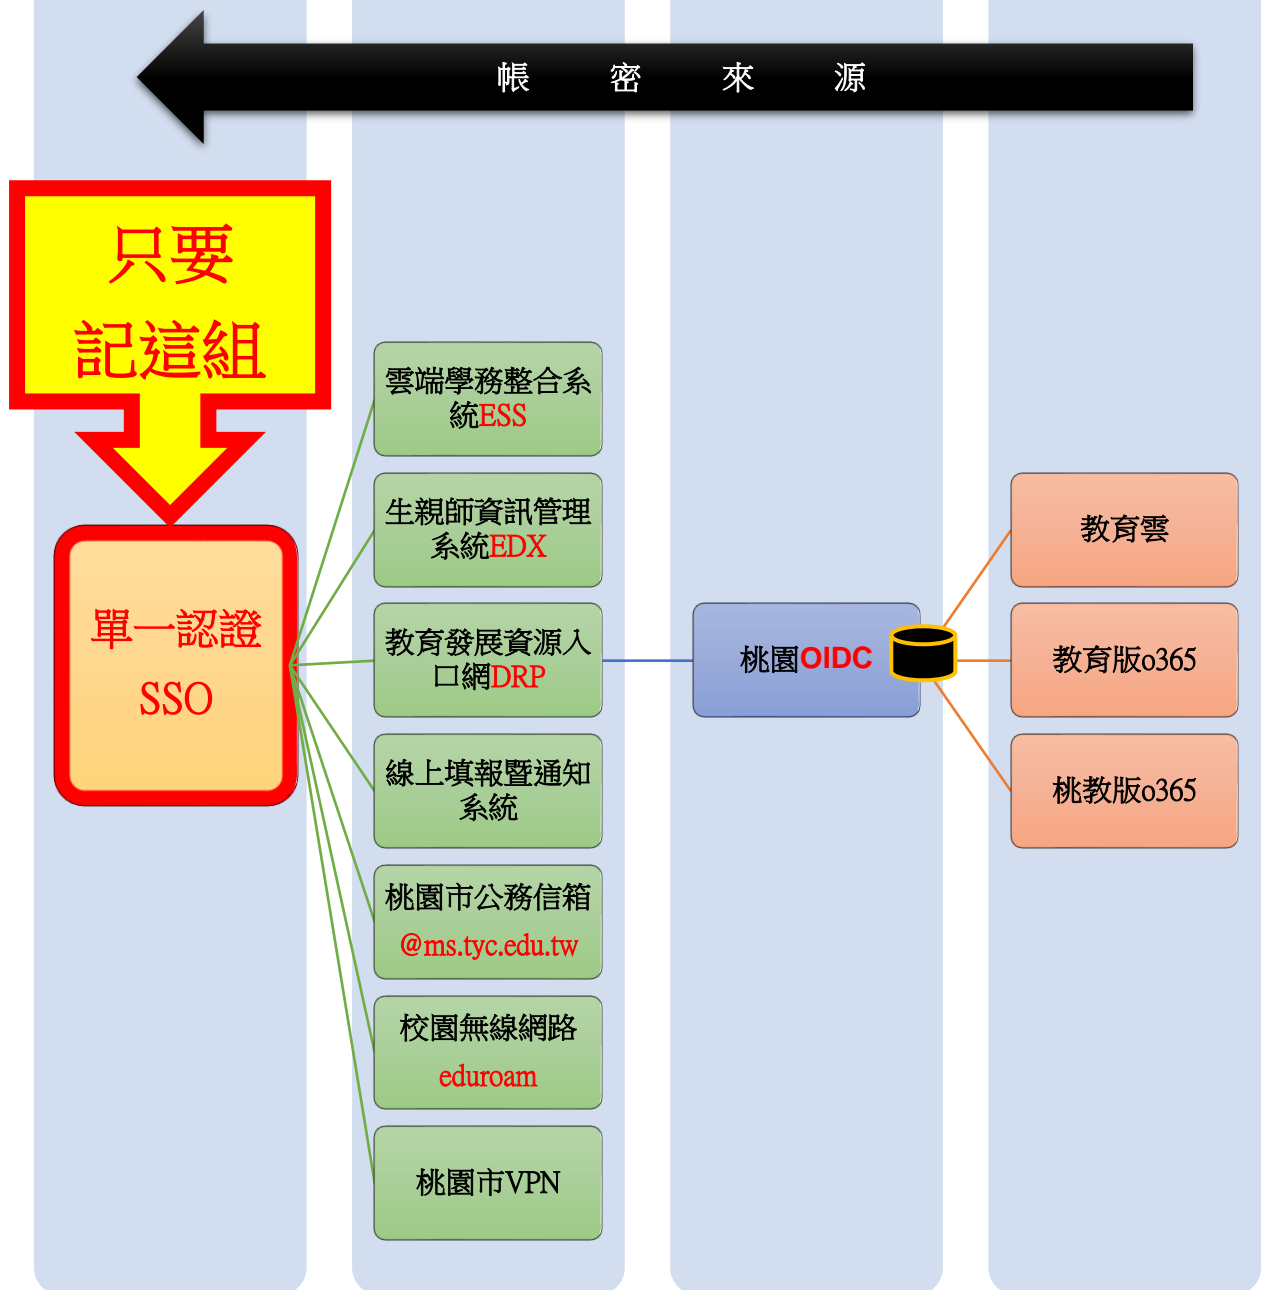 帳密來源
只要
記這組
單一認證
SSO
雲端學務整合系
統ESS
生親師資訊管理
系統EDX
教育發展資源入
口網DRP
線上填報暨通知
系統
桃園市公務信箱
@ms.tyc.edu.tw
校園無線網路
eduroam
桃園市VPN
桃園OIDC
教育雲
教育版o365
桃教版o365